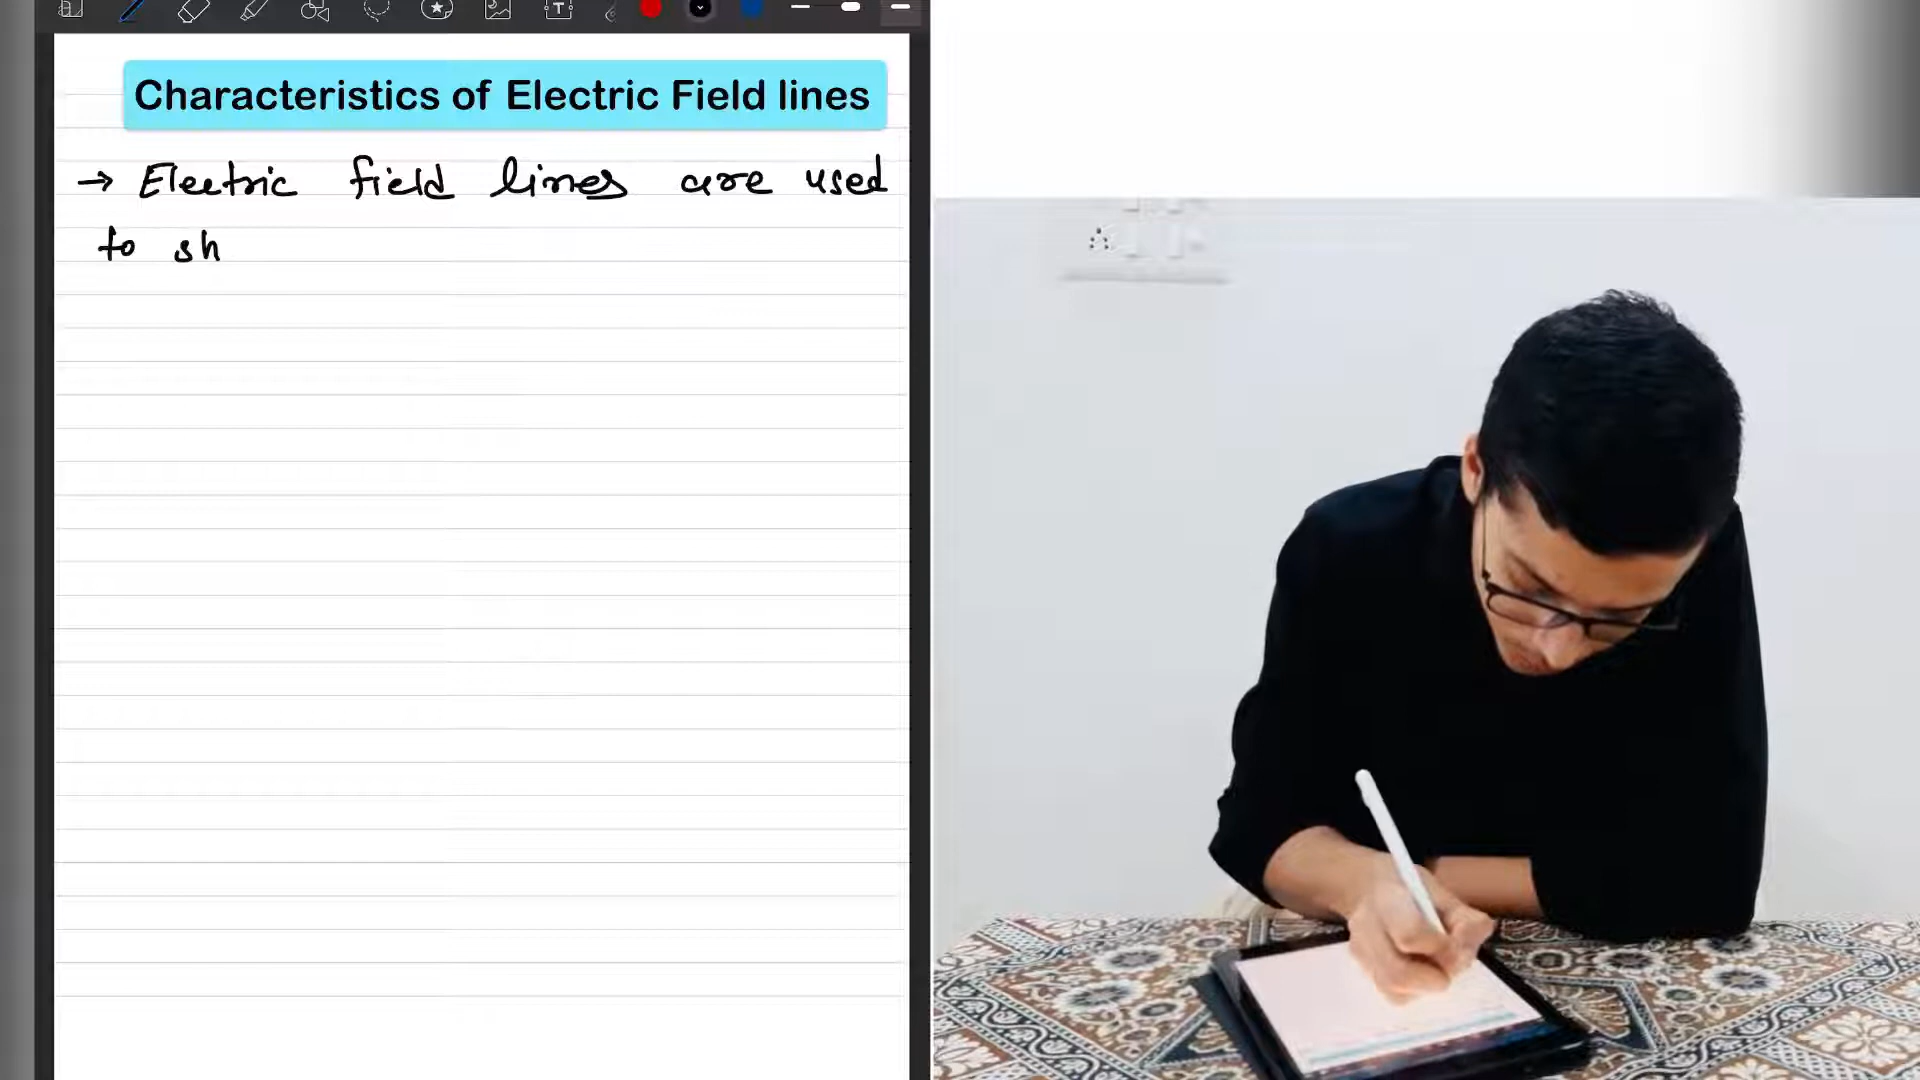 Characteristics of Electric Field lines
→ Electric field lines are used
to sh